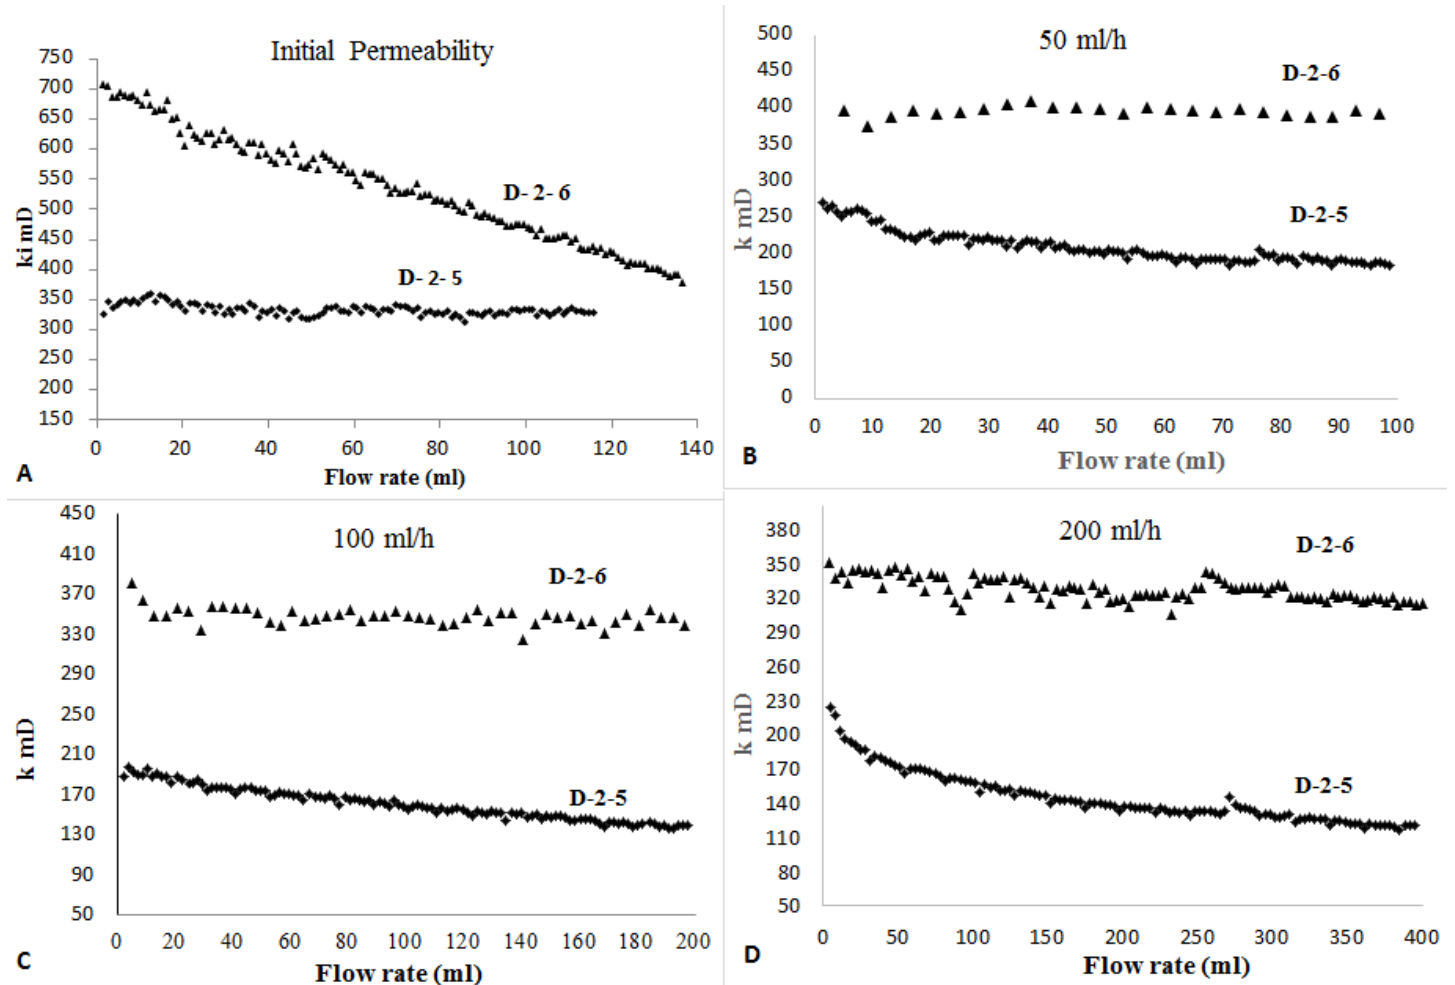 Initial Permeability
750
700
650
600
550
500
450
400
350
300
250
200
150
ki mD
D- 2- 6
D- 2- 5
0 20 40 60 80 100 120 140
Flow rate (ml)
A
50 ml/h
500
450
400
350
300
250
200
150
100
50
0
k mD
D-2-6
D-2-5
0 10 20 30 40 50 60 70 80 90 100
Flow rate (ml)
B
100 ml/h
450
410
370
330
290
250
210
170
130
90
50
k mD
D-2-6
D-2-5
0 20 40 60 80 100 120 140 160 180 200
Flow rate (ml)
C
200 ml/h
380
350
320
290
260
230
200
170
140
110
80
50
k mD
D-2-6
D-2-5
0 50 100 150 200 250 300 350 400
Flow rate (ml)
D